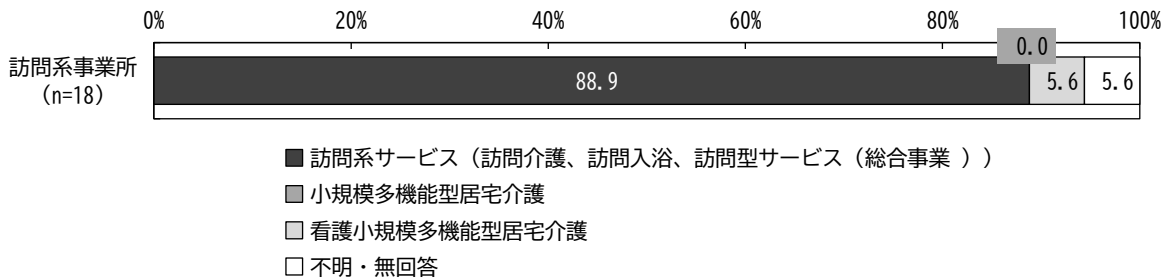 0% 20% 40% 60% 80% 100%
0.0
訪問系事業所
(n=18)
88.9 5.6 5.6
訪問系サービス（訪問介護、訪問入浴、訪問型サービス（総合事業 ））
小規模多機能型居宅介護
看護小規模多機能型居宅介護
不明・無回答